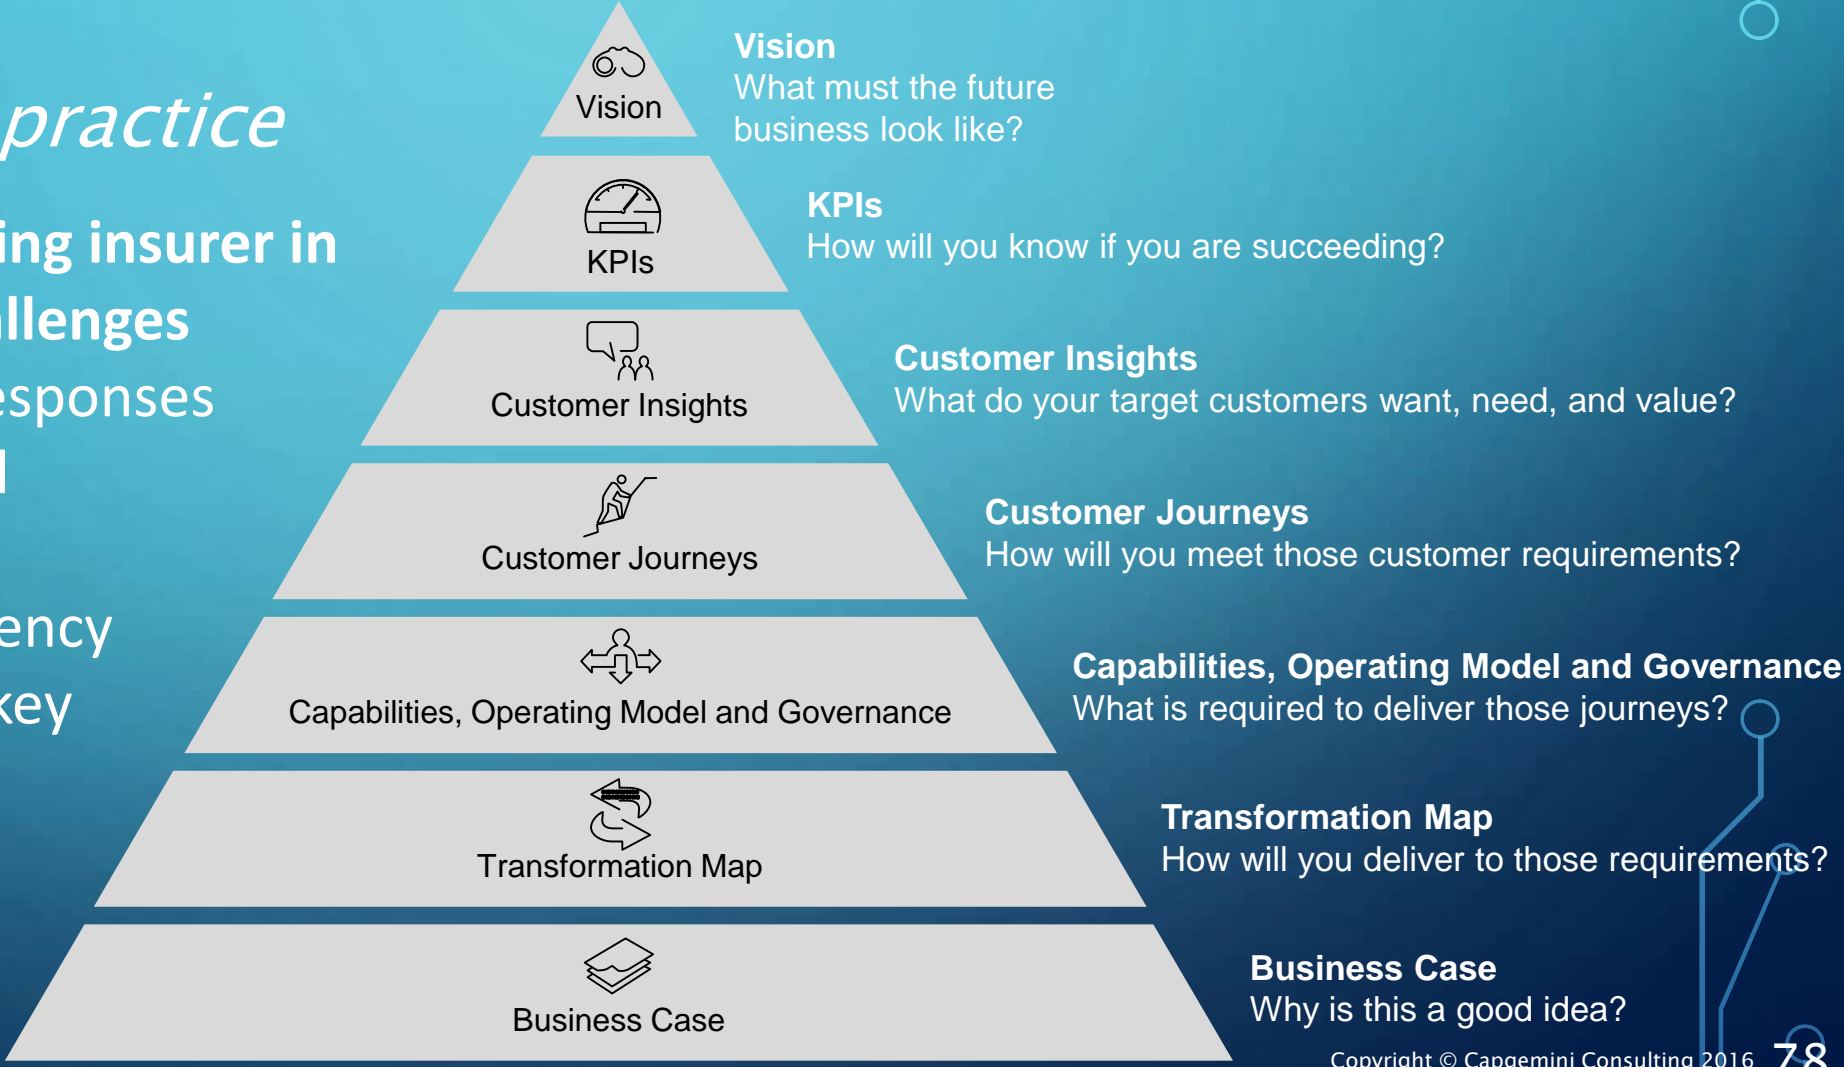 practice
ing insurer in
allenges
esponses
ency
key
Vision
KPIs
Customer Insights
Customer Journeys
Capabilities, Operating Model and Governance
Transformation Map
Business Case
Vision
What must the future
business look like?
KPIs
How will you know if you are succeeding?
Customer Insights
What do your target customers want, need, and value?
Customer Journeys
How will you meet those customer requirements?
Capabilities, Operating Model and Governance
What is required to deliver those journeys?
Transformation Map
How will you deliver to those requirements?
Business Case
Why is this a good idea?
Copyright © Capgemini Consulting 2016 78